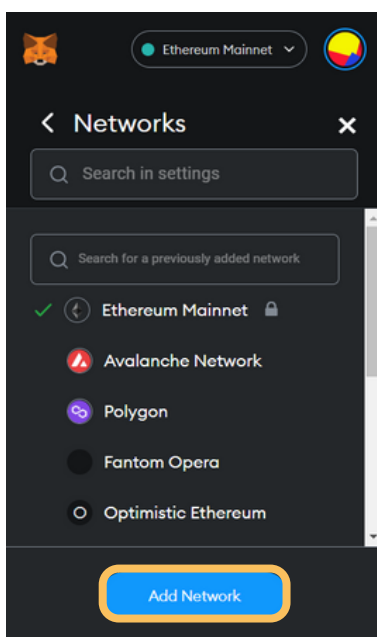 Ethereum Mainnet
Networks
Search in settings
Search for a previously added network
Ethereum Mainnet
Avalanche Network
Polygon
Fantom Opera
Optimistic Ethereum
Add Network